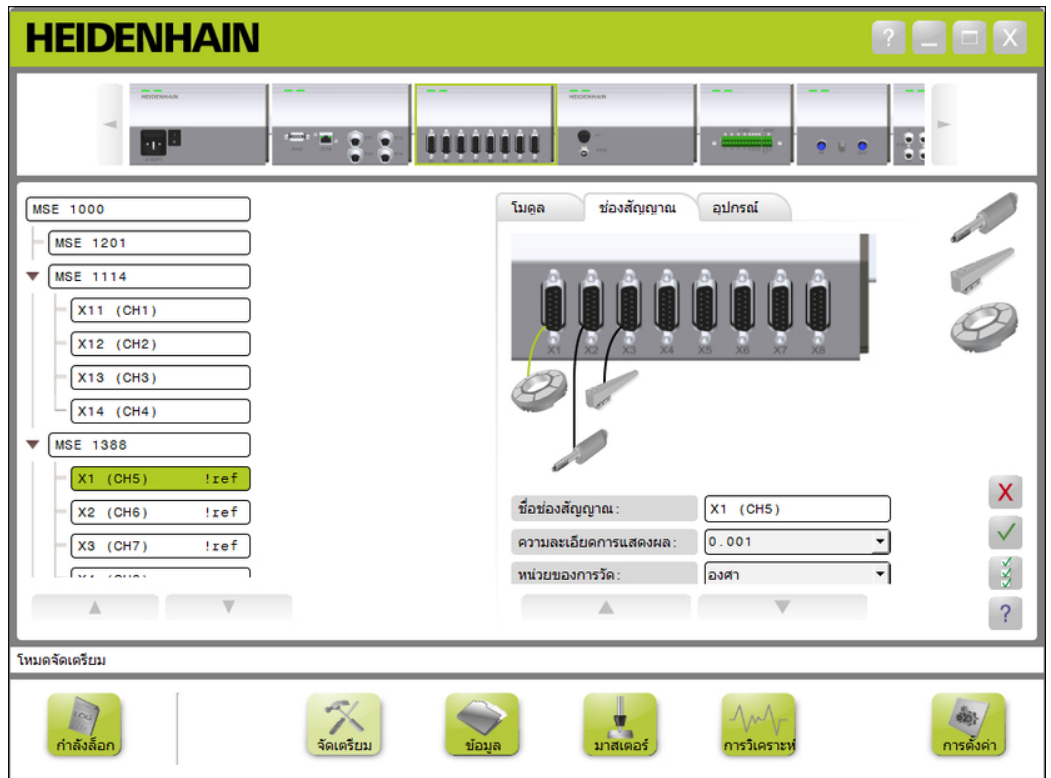 HEIDENHAIN
? _ X
HEIDENHAIN
HEIDENHAIN
MSE 1000
MSE 1201
MSE 1114
X11 (CH1)
X12 (CH2)
X13 (CH3)
X14 (CH4)
MSE 1388
X1 (CH5) !ref
X2 (CH6) !ref
X3 (CH7) !ref
โมดูล ช่องสัญญาณ อุปกรณ์
X1 X2 X3 X4 X5 X6 X7 X8
ชื่อช่องสัญญาณ: X1 (CH5)
ความละเอียดการแสดงผล: 0.001
หน่วยของการวัด: องศา
X
?
โหมดจัดเตรียม
LOG
กำลังล็อก จัดเตรียม ข้อมูล มาสเตอร์ การวิเคราะห์ การตั้งค่า